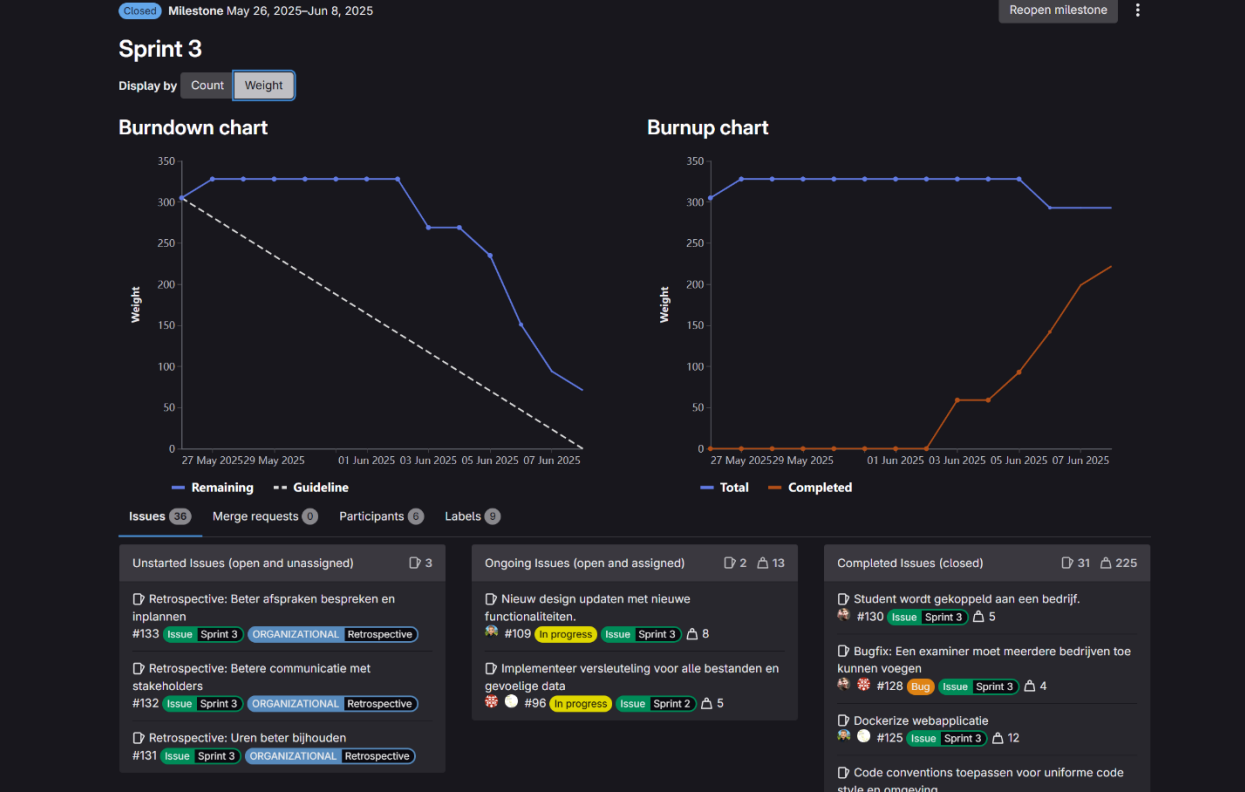 Closed Milestone May 26, 2025–Jun 8, 2025
Reopen milestone
Sprint 3
Display by Count Weight
Burndown chart
350
300
250
200
150
100
50
0
Weight
27 May 2025 29 May 2025 01 Jun 2025 03 Jun 2025 05 Jun 2025 07 Jun 2025
Remaining Guideline
Burnup chart
350
300
250
200
150
100
50
0
Weight
27 May 2025 29 May 2025 01 Jun 2025 03 Jun 2025 05 Jun 2025 07 Jun 2025
Total Completed
Issues 36 Merge requests 0 Participants 6 Labels 9
Unstarted Issues (open and unassigned) 3
Retrospective: Beter afspraken bespreken en
inplannen
#133 Issue Sprint 3 ORGANIZATIONAL Retrospective
Retrospective: Betere communicatie met
stakeholders
#132 Issue Sprint 3 ORGANIZATIONAL Retrospective
Retrospective: Uren beter bijhouden
#131 Issue Sprint 3 ORGANIZATIONAL Retrospective
Ongoing Issues (open and assigned) 2 13
Nieuw design updaten met nieuwe
functionaliteiten.
#109 In progress Issue Sprint 3 8
Implementeer versleuteling voor alle bestanden en
gevoelige data
#96 In progress Issue Sprint 2 5
Completed Issues (closed) 31 225
Student wordt gekoppeld aan een bedrijf.
#130 Issue Sprint 3 5
Bugfix: Een examiner moet meerdere bedrijven toe
kunnen voegen
#128 Bug Issue Sprint 3 4
Dockerize webapplicatie
#125 Issue Sprint 3 12
Code conventions toepassen voor uniforme code
style en omgeving